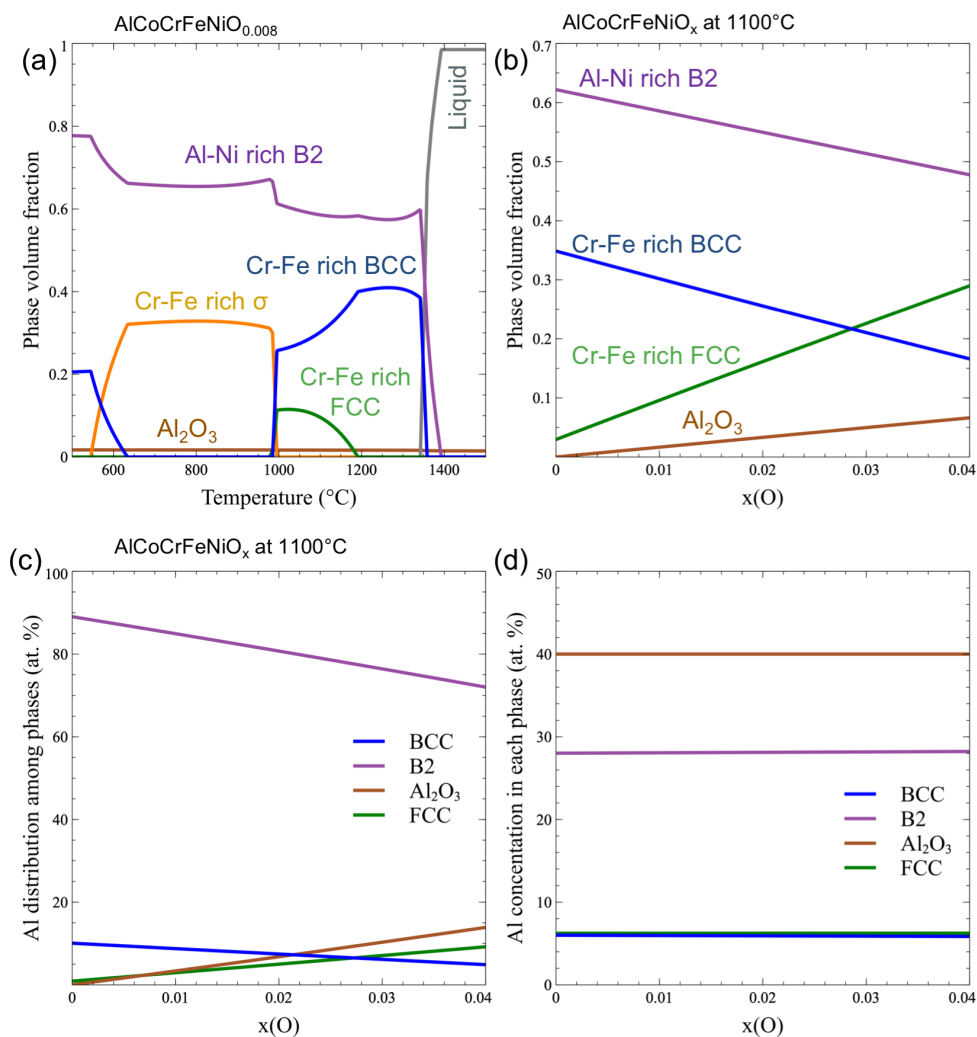 AlCoCrFeNiO0.008
(a)
1
0.8
0.6
0.4
0.2
0
Phase volume fraction
Liquid
Al-Ni rich B2
Cr-Fe rich BCC
Cr-Fe rich σ
Cr-Fe rich
FCC
Al2O3
600
800
1000
1200
1400
Temperature (°C)
AlCoCrFeNiOx at 1100°C
(b)
0.7
0.6
0.5
0.4
0.3
0.2
0.1
Phase volume fraction
Al-Ni rich B2
Cr-Fe rich BCC
Cr-Fe rich FCC
Al2O3
0
0.01
0.02
0.03
0.04
x(O)
AlCoCrFeNiOx at 1100°C
(c)
100
80
60
40
20
Al distribution among phases (at. %)
BCC
B2
Al2O3
FCC
0
0.01
0.02
0.03
0.04
x(O)
(d)
50
40
30
20
10
0
Al concentation in each phase (at. %)
BCC
B2
Al2O3
FCC
0
0.01
0.02
0.03
0.04
x(O)